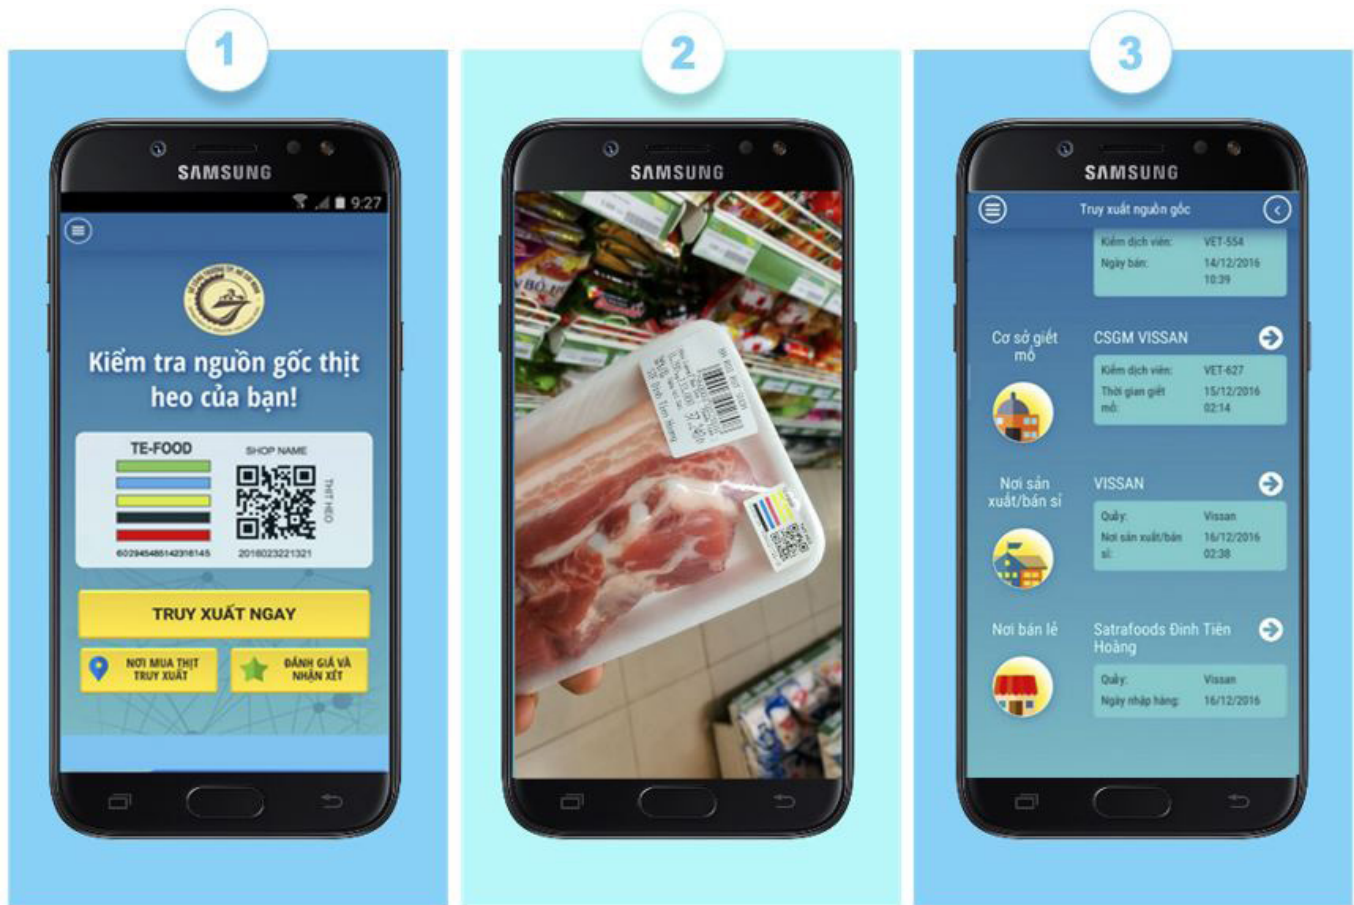 1
SAMSUNG
9:27
Kiểm tra nguồn gốc thịt
heo của bạn!
TE-FOOD
SHOP NAME
THỊT HEO
602945485142316145
2016023221321
TRUY XUẤT NGAY
NƠI MUA THỊT
TRUY XUẤT
ĐÁNH GIÁ VÀ
NHẬN XÉT
2
SAMSUNG
3
SAMSUNG
Truy xuất nguồn gốc
Kiểm dịch viên: VET-554
Ngày bán: 14/12/2016
10:39
Cơ sở giết
mổ
CSGM VISSAN
Kiểm dịch viên: VET-627
Thời gian giết 15/12/2016
mổ: 02:14
Nơi sản
xuất/bán sỉ
VISSAN
Quầy: Vissan
Nơi sản xuất/bán 16/12/2016
sỉ: 02:38
Nơi bán lẻ
Satrafoods Đinh Tiên
Hoàng
Quầy: Vissan
Ngày nhập hàng: 16/12/2016